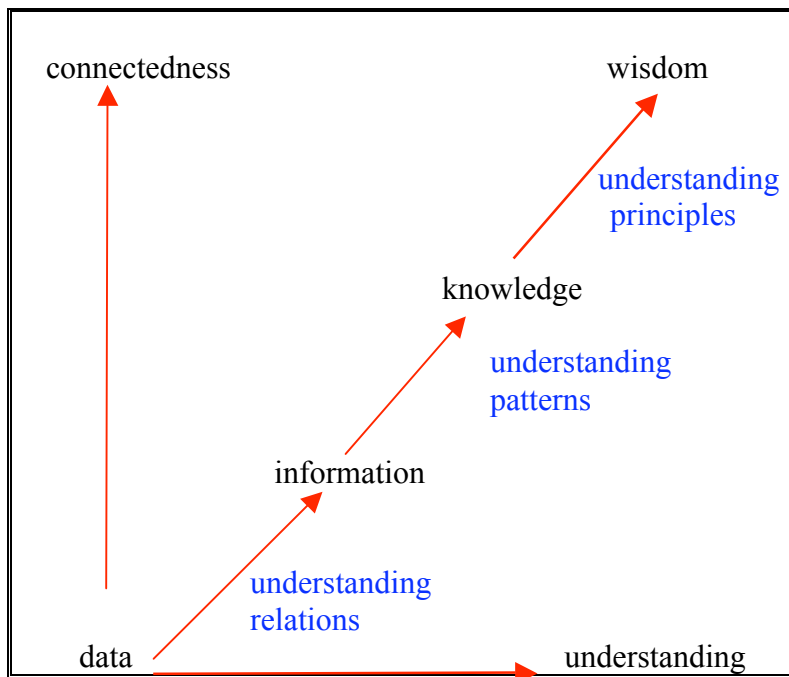 connectedness
wisdom
understanding
principles
knowledge
understanding
patterns
information
understanding
relations
data
understanding